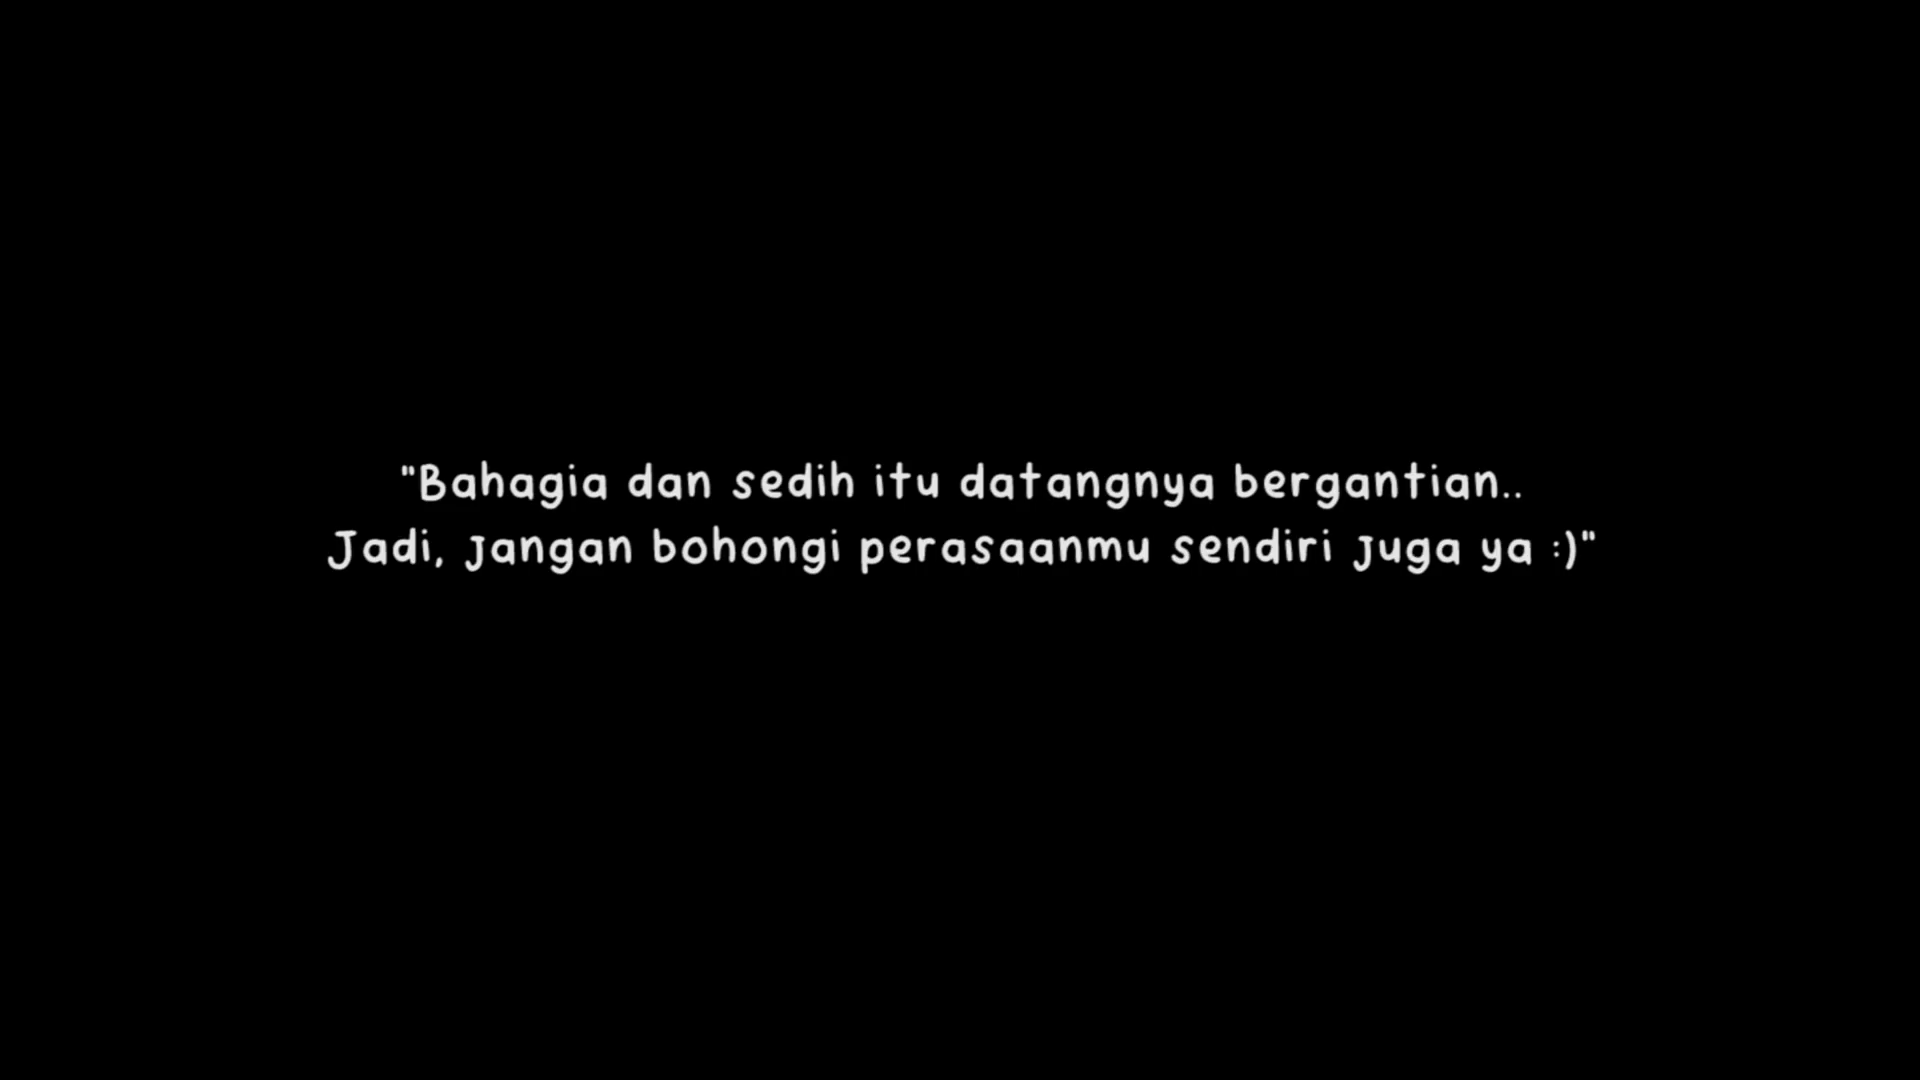 "Bahagia dan sedih itu datangnya bergantian..
Jadi, jangan bohongi perasaanmu sendiri juga ya :)"